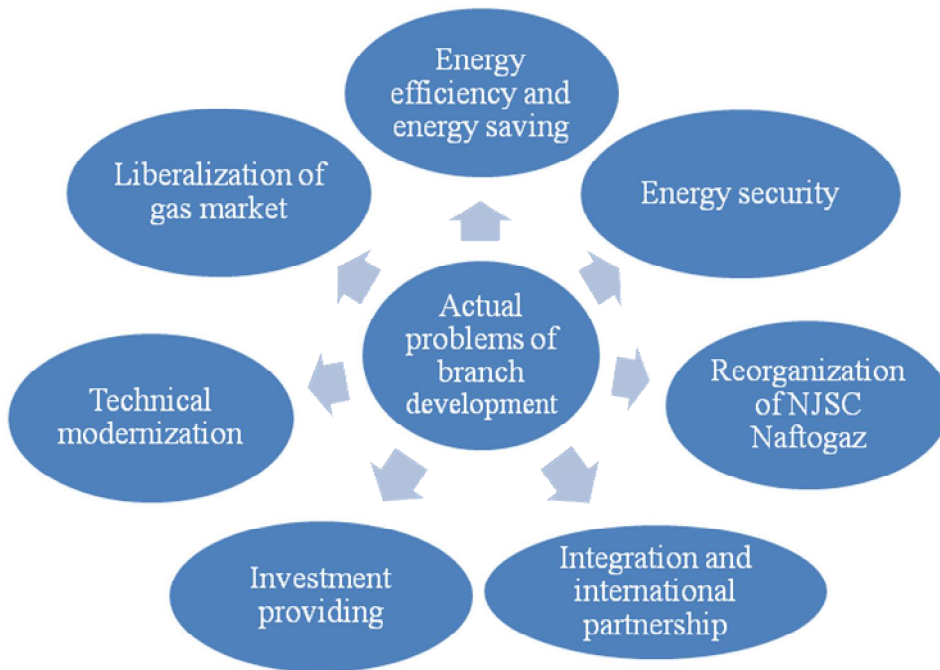 Energy
efficiency and
energy saving
Liberalization of
gas market
Energy security
Actual
problems of
branch
development
Technical
modernization
Reorganization
of NJSC
Naftogaz
Investment
providing
Integration and
international
partnership